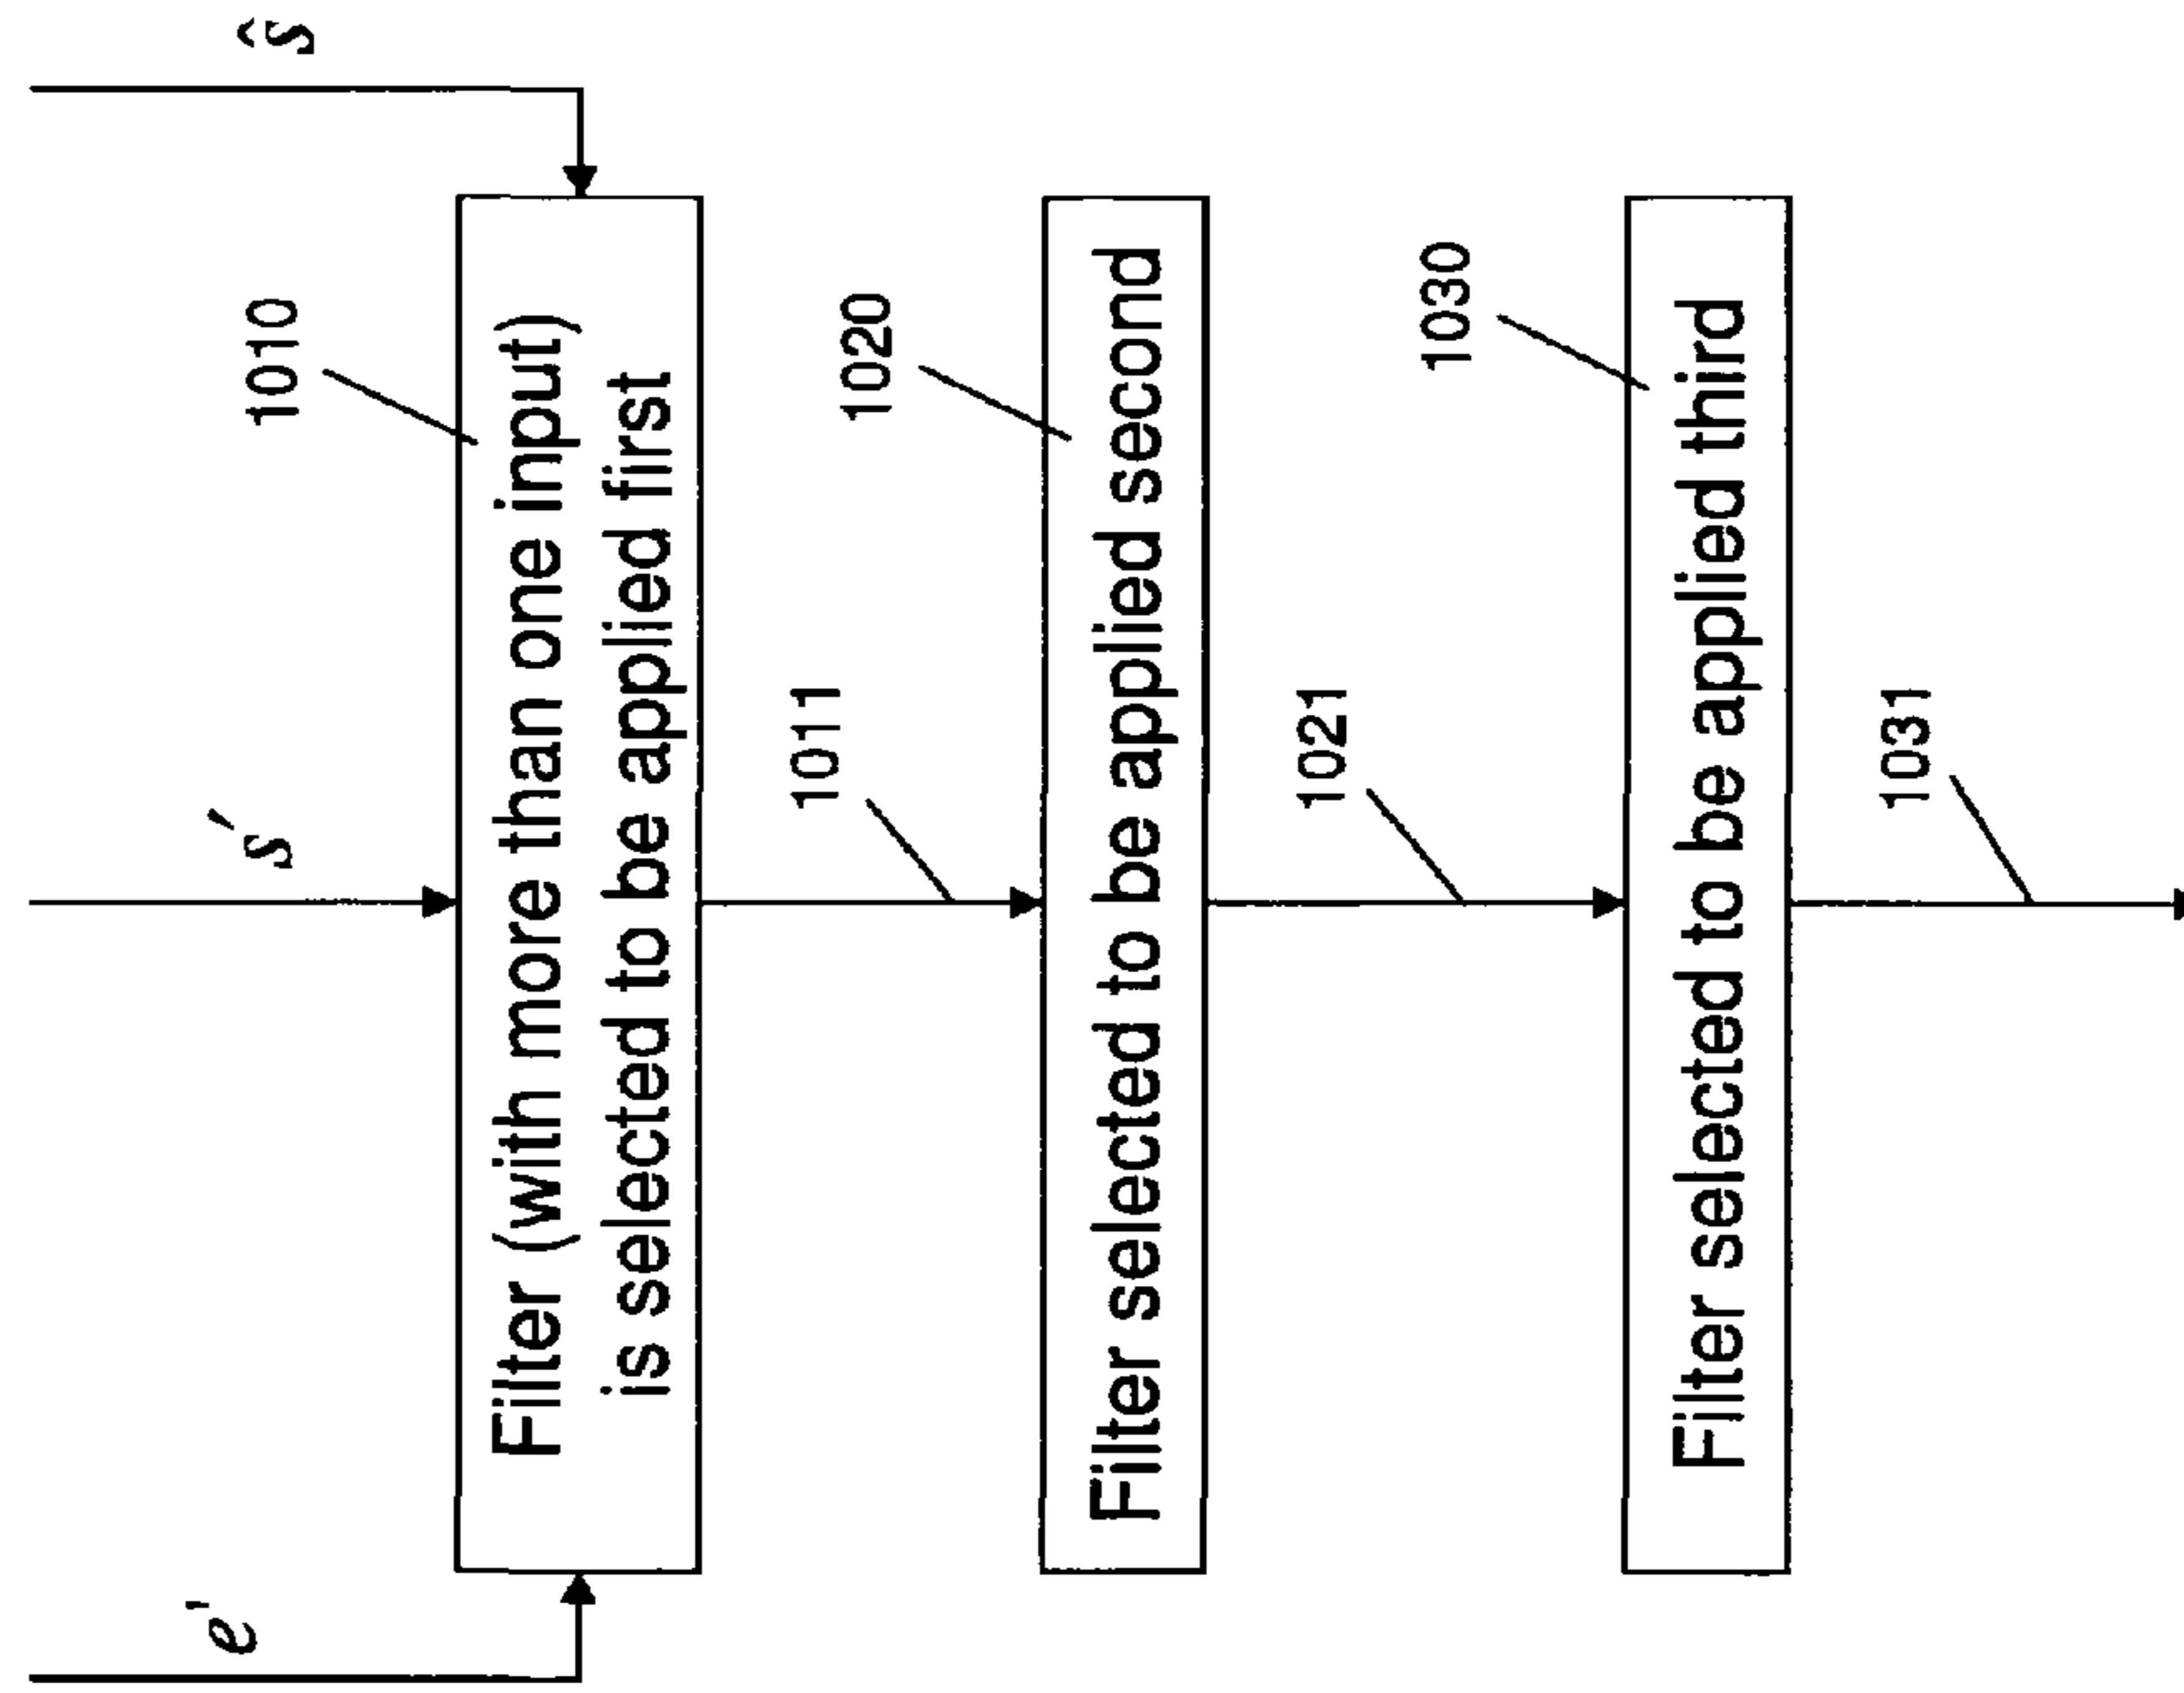 e'
s'
ŝ
1010
Filter (with more than one input)
is selected to be applied first
1011
1020
Filter selected to be applied second
1021
1030
Filter selected to be applied third
1031